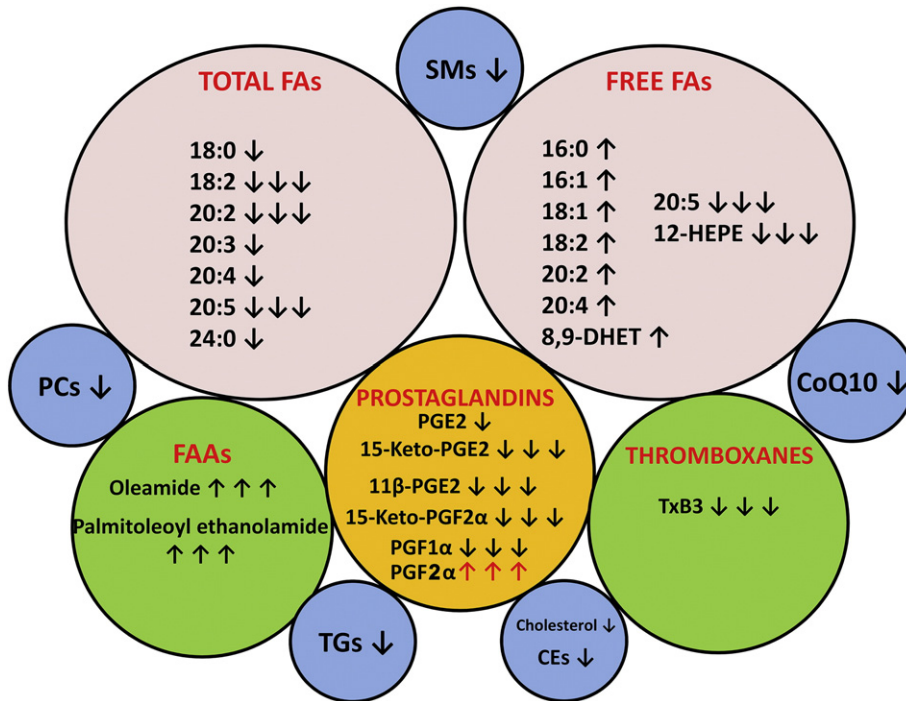 SMs ↓
TOTAL FAs
18:0 ↓
18:2 ↓↓↓
20:2 ↓↓↓
20:3 ↓
20:4 ↓
20:5 ↓↓↓
24:0 ↓
FREE FAs
16:0 ↑
16:1 ↑
18:1 ↑
18:2 ↑
20:2 ↑
20:4 ↑
8,9-DHET ↑
20:5 ↓↓↓
12-HEPE ↓↓↓
PCs ↓
CoQ10 ↓
FAAs
Oleamide ↑ ↑ ↑
Palmitoleoyl ethanolamide
↑ ↑ ↑
PROSTAGLANDINS
PGE2 ↓
15-Keto-PGE2 ↓ ↓ ↓
11β-PGE2 ↓ ↓ ↓
15-Keto-PGF2α ↓ ↓ ↓
PGF1α ↓ ↓ ↓
PGF2α ↑ ↑ ↑
THROMBOXANES
TxB3 ↓ ↓ ↓
TGs ↓
Cholesterol ↓
CEs ↓